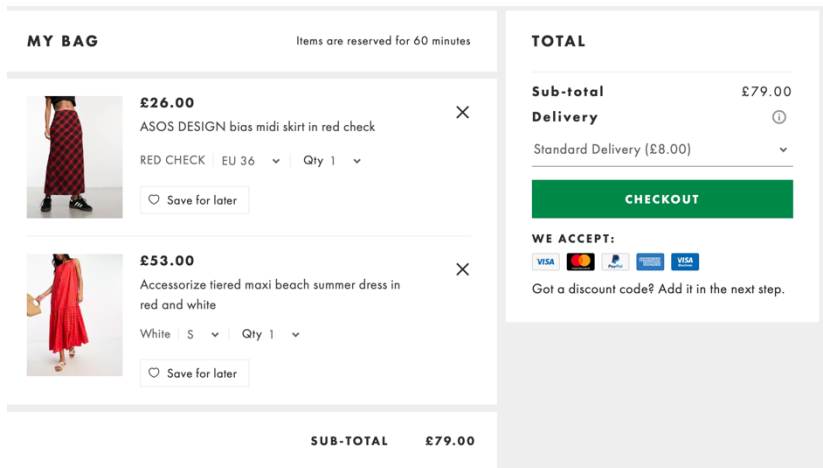 MY BAG
Items are reserved for 60 minutes
£26.00
ASOS DESIGN bias midi skirt in red check
RED CHECK EU 36 Qty 1
Save for later
£53.00
Accessorize tiered maxi beach summer dress in
red and white
White S Qty 1
Save for later
SUB-TOTAL £79.00
TOTAL
Sub-total £79.00
Delivery
Standard Delivery (£8.00)
CHECKOUT
WE ACCEPT:
VISA PayPal VISA
Got a discount code? Add it in the next step.